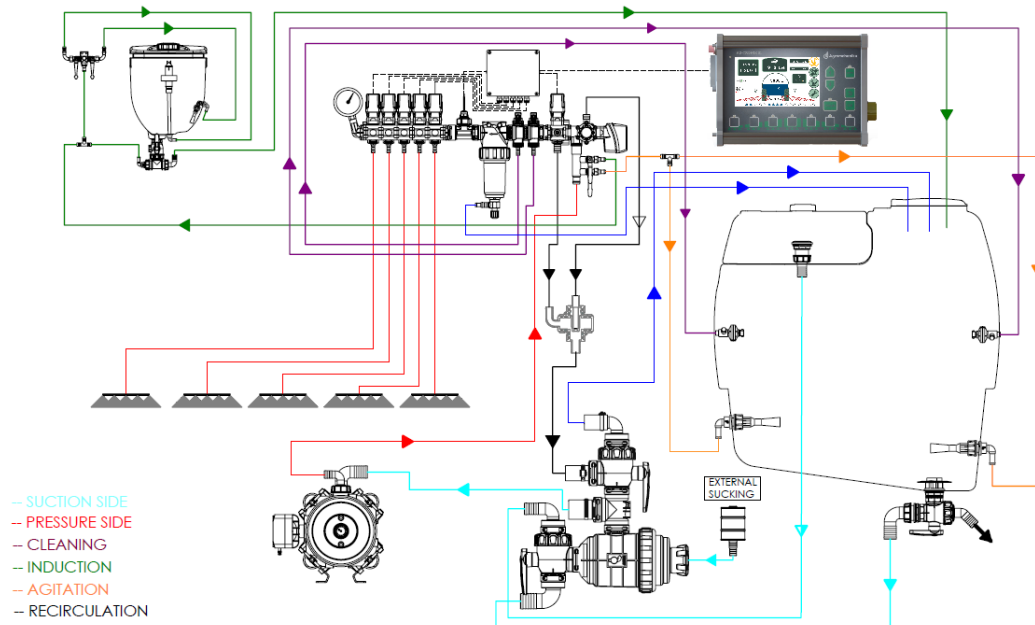 EXTERNAL
SUCKING
-- SUCTION SIDE
-- PRESSURE SIDE
-- CLEANING
-- INDUCTION
-- AGITATION
-- RECIRCULATION